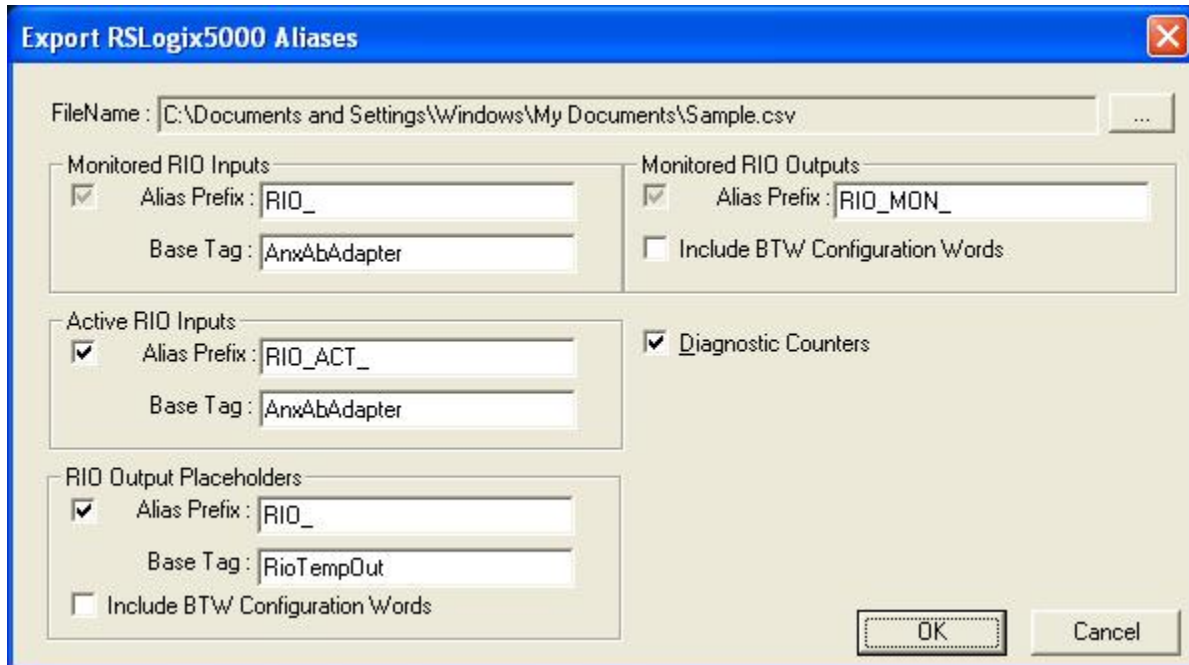 Export RSLogix5000 Aliases
FileName : C:\Documents and Settings\Windows\My Documents\Sample.csv ...
Monitored RIO Inputs
Alias Prefix : RIO_
Base Tag : AnxAbAdapter
Monitored RIO Outputs
Alias Prefix : RIO_MON_
Include BTW Configuration Words
Active RIO Inputs
Alias Prefix : RIO_ACT_
Base Tag : AnxAbAdapter
Diagnostic Counters
RIO Output Placeholders
Alias Prefix : RIO_
Base Tag : RioTempOut
Include BTW Configuration Words
OK Cancel